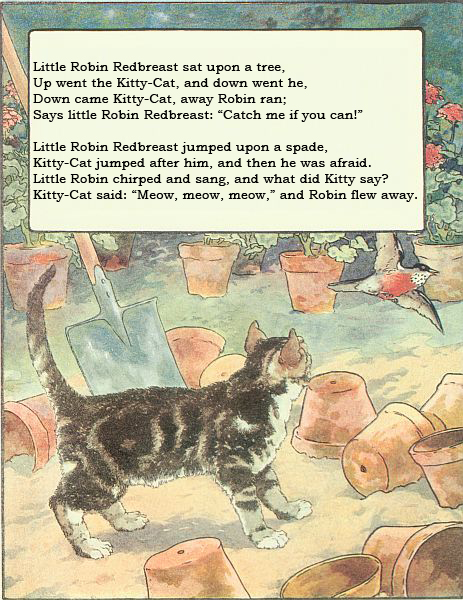 Little Robin Redbreast sat upon a tree,
Up went the Kitty-Cat, and down went he,
Down came Kitty-Cat, away Robin ran;
Says little Robin Redbreast: “Catch me if you can!”
Little Robin Redbreast jumped upon a spade,
Kitty-Cat jumped after him, and then he was afraid.
Little Robin chirped and sang, and what did Kitty say?
Kitty-Cat said: “Meow, meow, meow,” and Robin flew away.